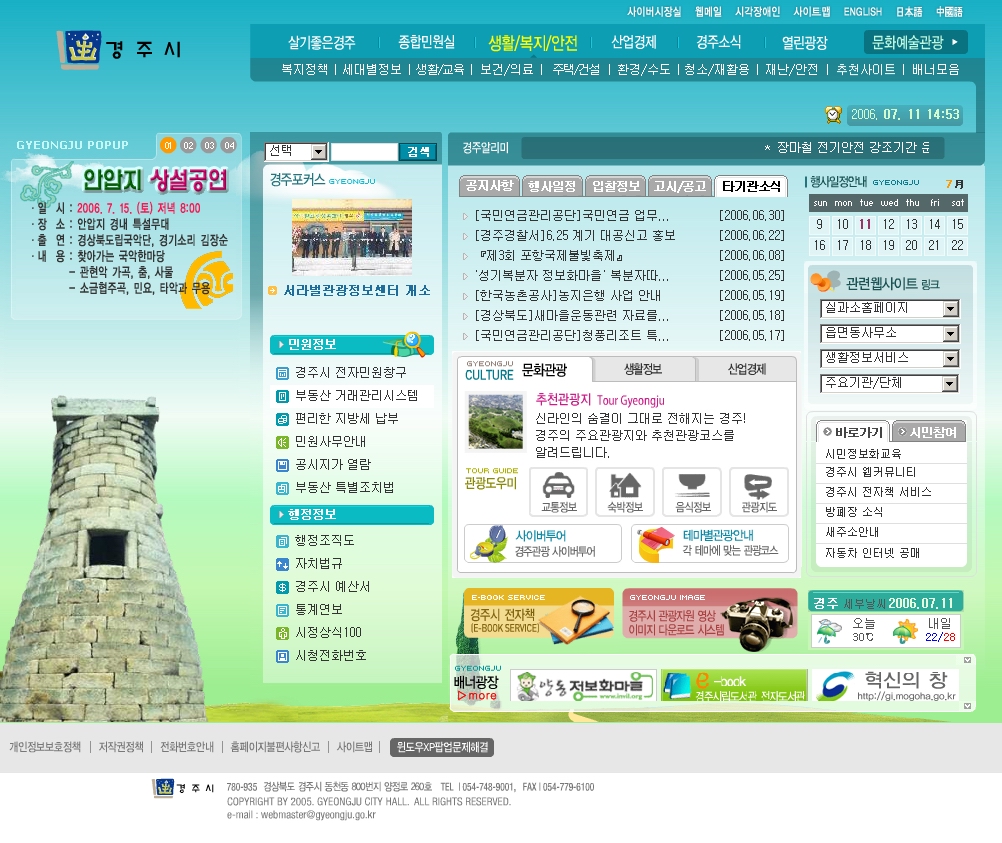 사이버시장실 웹메일 시각장애인 사이트맵 ENGLISH 日本語 中國語
경주시
살기좋은경주 종합민원실 생활/복지/안전 산업경제 경주소식 열린광장 문화예술관광
복지정책 | 세대별정보 | 생활/교육 | 보건/의료 | 주택/건설 | 환경/수도 | 청소/재활용 | 재난/안전 | 추천사이트 | 배너모음
2006. 07. 11 14:53
GYEONGJU POPUP 01 02 03 04
안압지 상설공연
· 일 시 : 2006. 7. 15. (토) 저녁 8:00
· 장 소 : 안압지 경내 특설무대
· 출 연 : 경상북도립국악단, 경기소리 김장순
· 내 용 : 찾아가는 국악한마당
- 관현악 가곡, 춤, 사물
- 소금협주곡, 민요, 타악과 무용
선택 검색
경주포커스 GYEONGJU
서라벌관광정보센터 개소
민원정보
경주시 전자민원창구
부동산 거래관리시스템
편리한 지방세 납부
민원사무안내
공시지가 열람
부동산 특별조치법
행정정보
행정조직도
자치법규
경주시 예산서
통계연보
시정상식100
시청전화번호
경주알리미 * 장마철 전기안전 강조기간 운
공지사항 행사일정 입찰정보 고시/공고 타기관소식
[국민연금관리공단]국민연금 업무... [2006.06.30]
[경주경찰서]6.25 계기 대공신고 홍보 [2006.06.22]
『제3회 포항국제불빛축제』 [2006.06.08]
'성기복분자 정보화마을' 복분자따... [2006.05.25]
[한국농촌공사]농지은행 사업 안내 [2006.05.19]
[경상북도]새마을운동관련 자료를... [2006.05.18]
[국민연금관리공단]청풍리조트 특... [2006.05.17]
GYEONGJU CULTURE 문화관광 생활정보 산업경제
추천관광지 Tour Gyeongju
신라인의 숨결이 그대로 전해지는 경주!
경주의 주요관광지와 추천관광코스를
알려드립니다.
TOUR GUIDE
관광도우미
교통정보 숙박정보 음식정보 관광지도
사이버투어
경주관광 사이버투어
테마별관광안내
각 테마에 맞는 관광코스
E-BOOK SERVICE
경주시 전자책
(E-BOOK SERVICE)
GYEONGJU IMAGE
경주시 관광자원 영상
이미지 다운로드 시스템
행사일정안내 GYEONGJU 7월
sun mon tue wed thu fri sat
9 10 11 12 13 14 15
16 17 18 19 20 21 22
관련웹사이트 링크
실과소홈페이지
읍면동사무소
생활정보서비스
주요기관/단체
바로가기 시민참여
시민정보화교육
경주시 웹커뮤니티
경주시 전자책 서비스
방폐장 소식
새주소안내
자동차 인터넷 공매
경주 세부날씨 2006.07.11
오늘
30℃
내일
22/28
GYEONGJU
배너광장
▷more
양동정보화마을
www.invil.org
e-book
경주시립도서관 전자도서관
혁신의 창
http://gi.mogoha.go.kr
개인정보보호정책 | 저작권정책 | 전화번호안내 | 홈페이지불편사항신고 | 사이트맵 | 윈도우XP팝업문제해결
경주시
780-935 경상북도 경주시 동천동 800번지 양정로 260호 TEL | 054-748-9001, FAX | 054-779-6100
COPYRIGHT BY 2005. GYEONGJU CITY HALL. ALL RIGHTS RESERVED.
e-mail : webmaster@gyeongju.go.kr